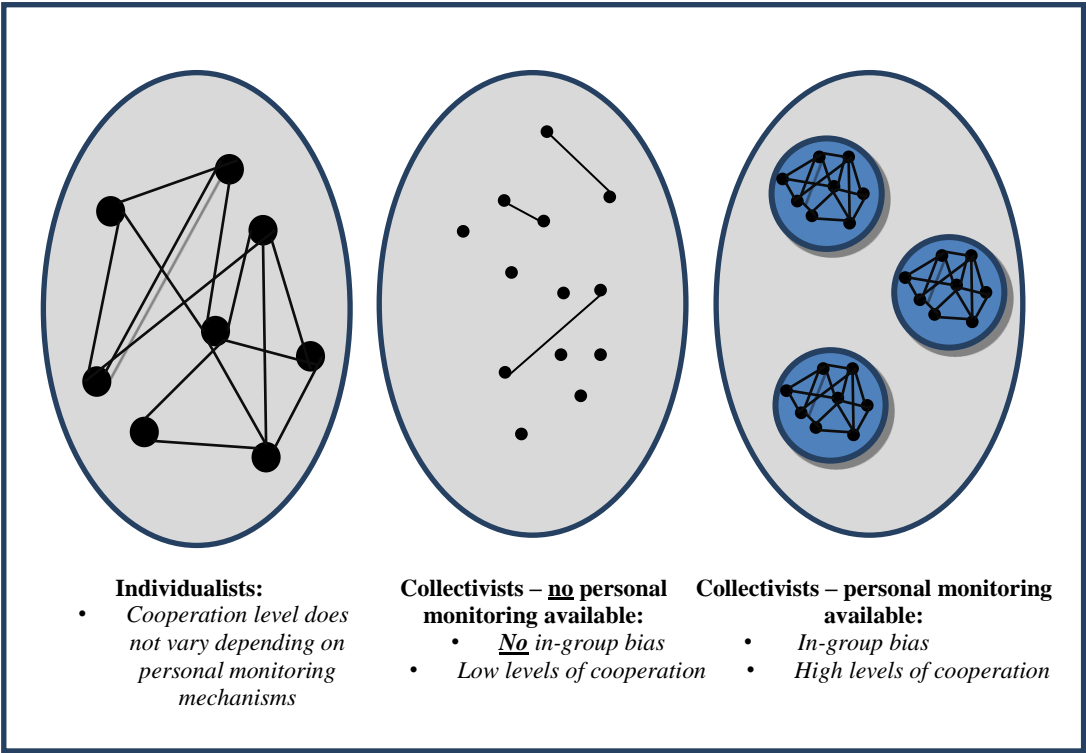 Individualists:
• Cooperation level does
not vary depending on
personal monitoring
mechanisms
Collectivists – no personal
monitoring available:
• No in-group bias
• Low levels of cooperation
Collectivists – personal monitoring
available:
• In-group bias
• High levels of cooperation